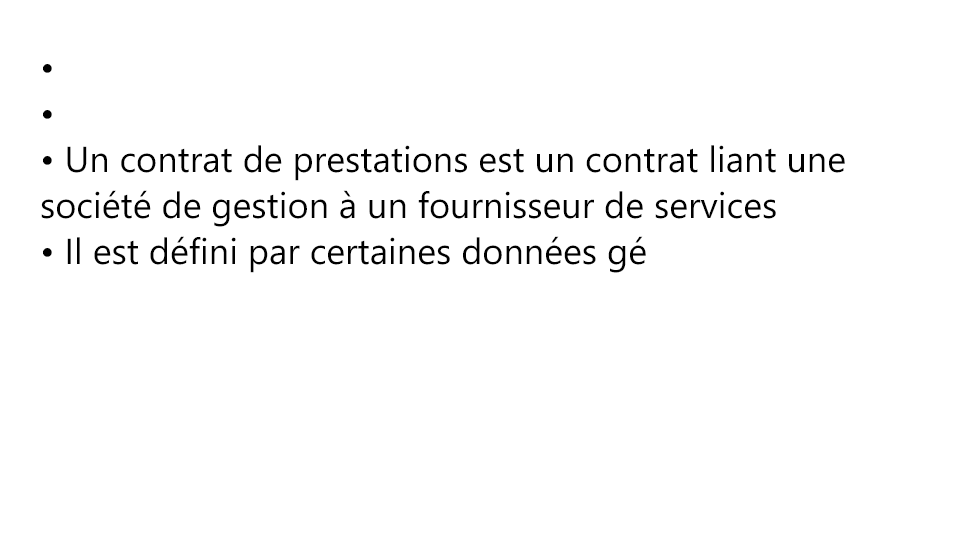 •
•
• Un contrat de prestations est un contrat liant une
société de gestion à un fournisseur de services
• Il est défini par certaines données gé